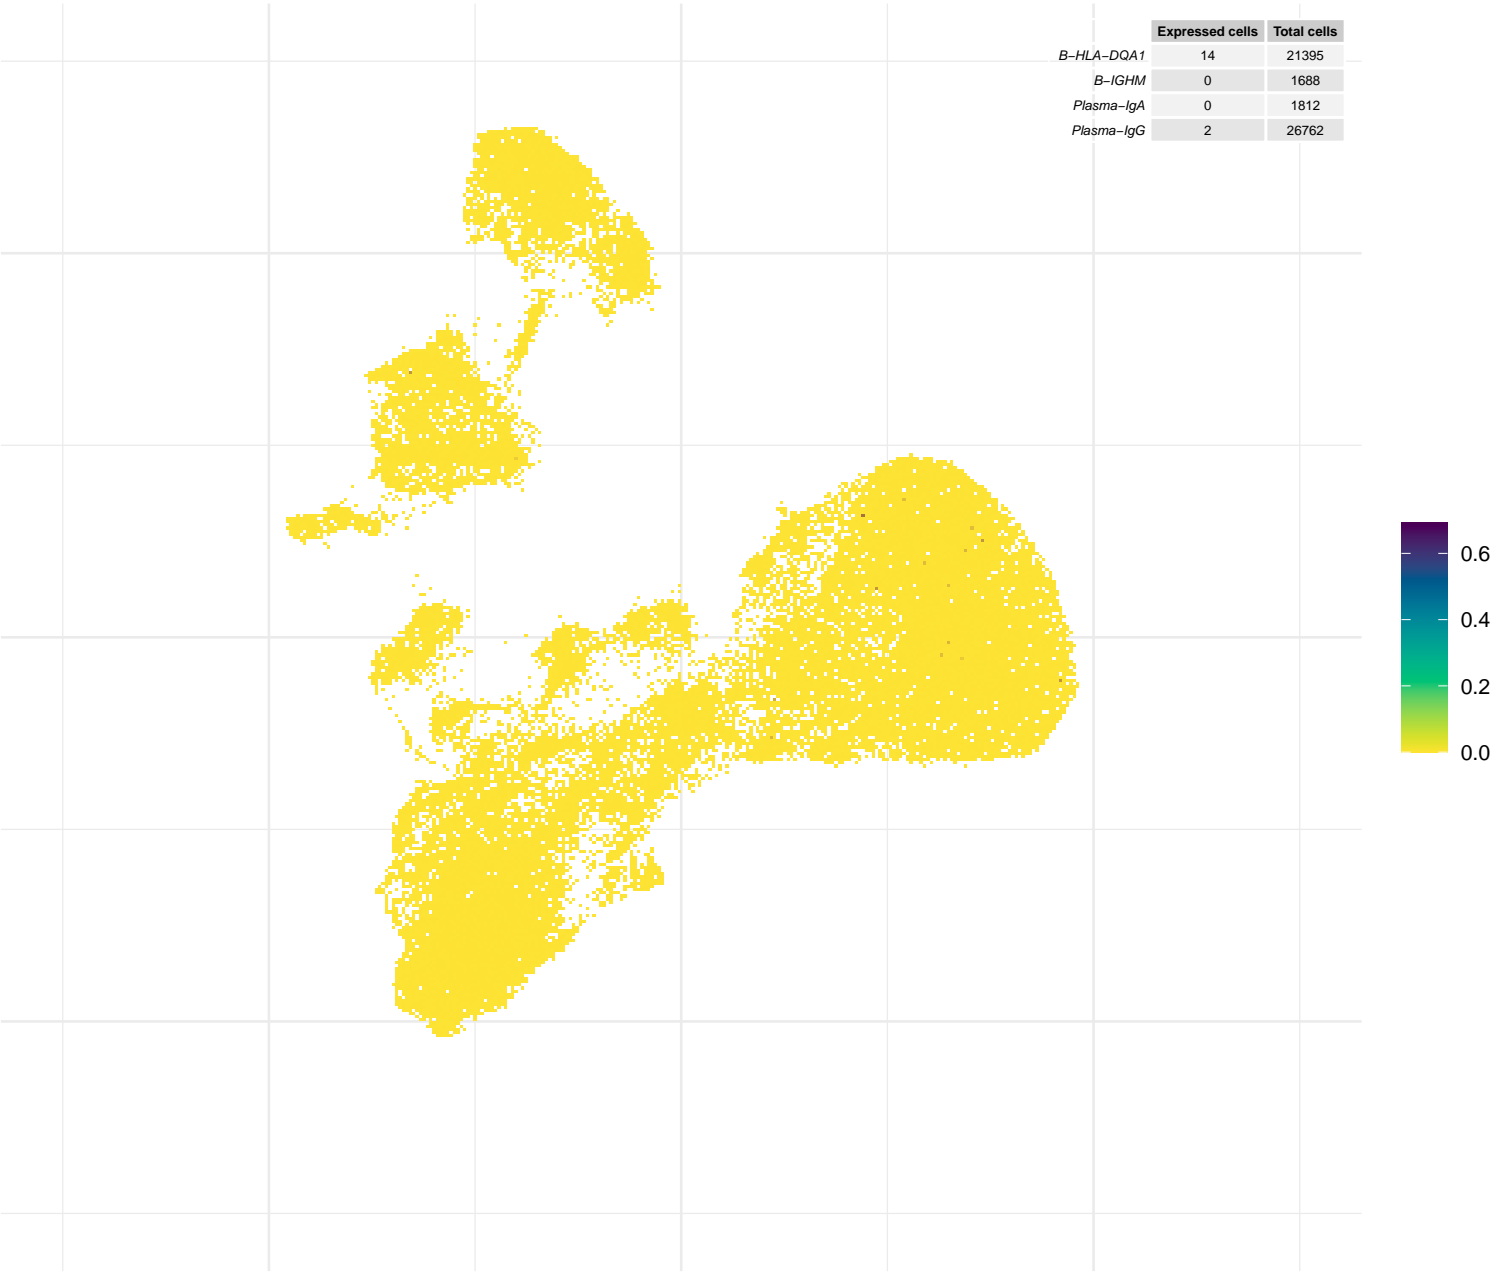 Expressed cells Total cells
B-HLA-DQA1 14 21395
B-IGHM 0 1688
Plasma-IgA 0 1812
Plasma-IgG 2 26762
0.6
0.4
0.2
0.0